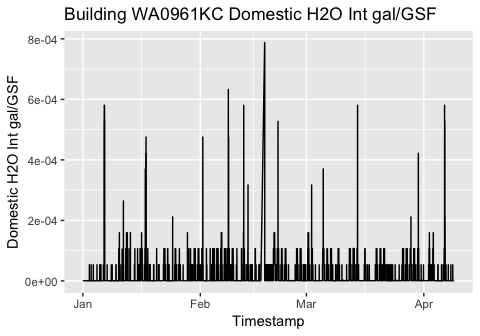 Building WA0961KC Domestic H2O Int gal/GSF
8e-04
6e-04
4e-04
2e-04
0e+00
Domestic H2O Int gal/GSF
Jan Feb Mar Apr
Timestamp